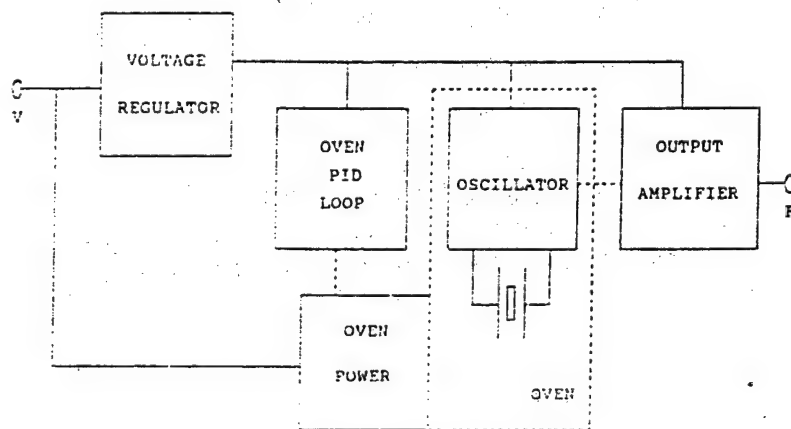 VOLTAGE
REGULATOR
V
OVEN
PID
LOOP
OSCILLATOR
OUTPUT
AMPLIFIER
F
OVEN
POWER
OVEN